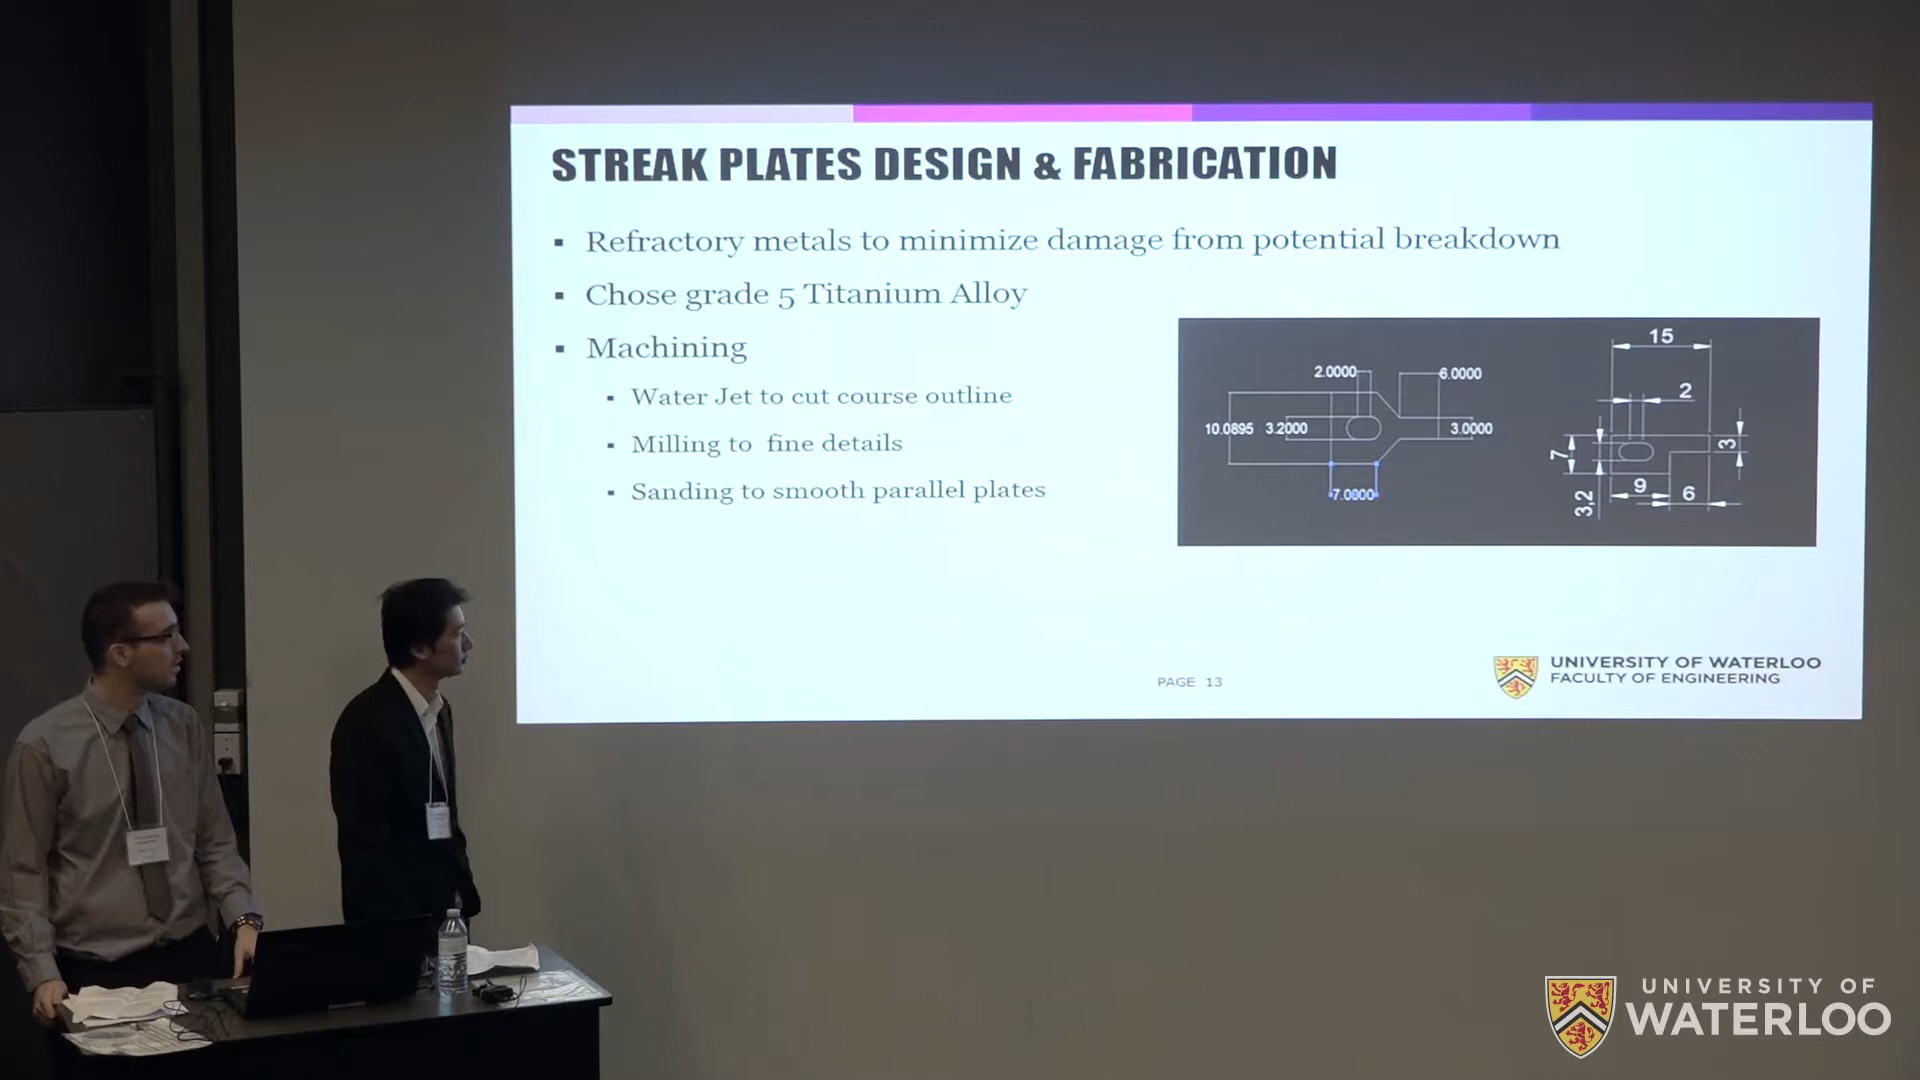 STREAK PLATES DESIGN & FABRICATION
▪ Refractory metals to minimize damage from potential breakdown
▪ Chose grade 5 Titanium Alloy
▪ Machining
▪ Water Jet to cut course outline
▪ Milling to fine details
▪ Sanding to smooth parallel plates
2.0000
6.0000
10.0895
3.2000
3.0000
7.0000
15
2
7
3
3,2
9
6
PAGE 13
UNIVERSITY OF WATERLOO
FACULTY OF ENGINEERING
UNIVERSITY OF
WATERLOO